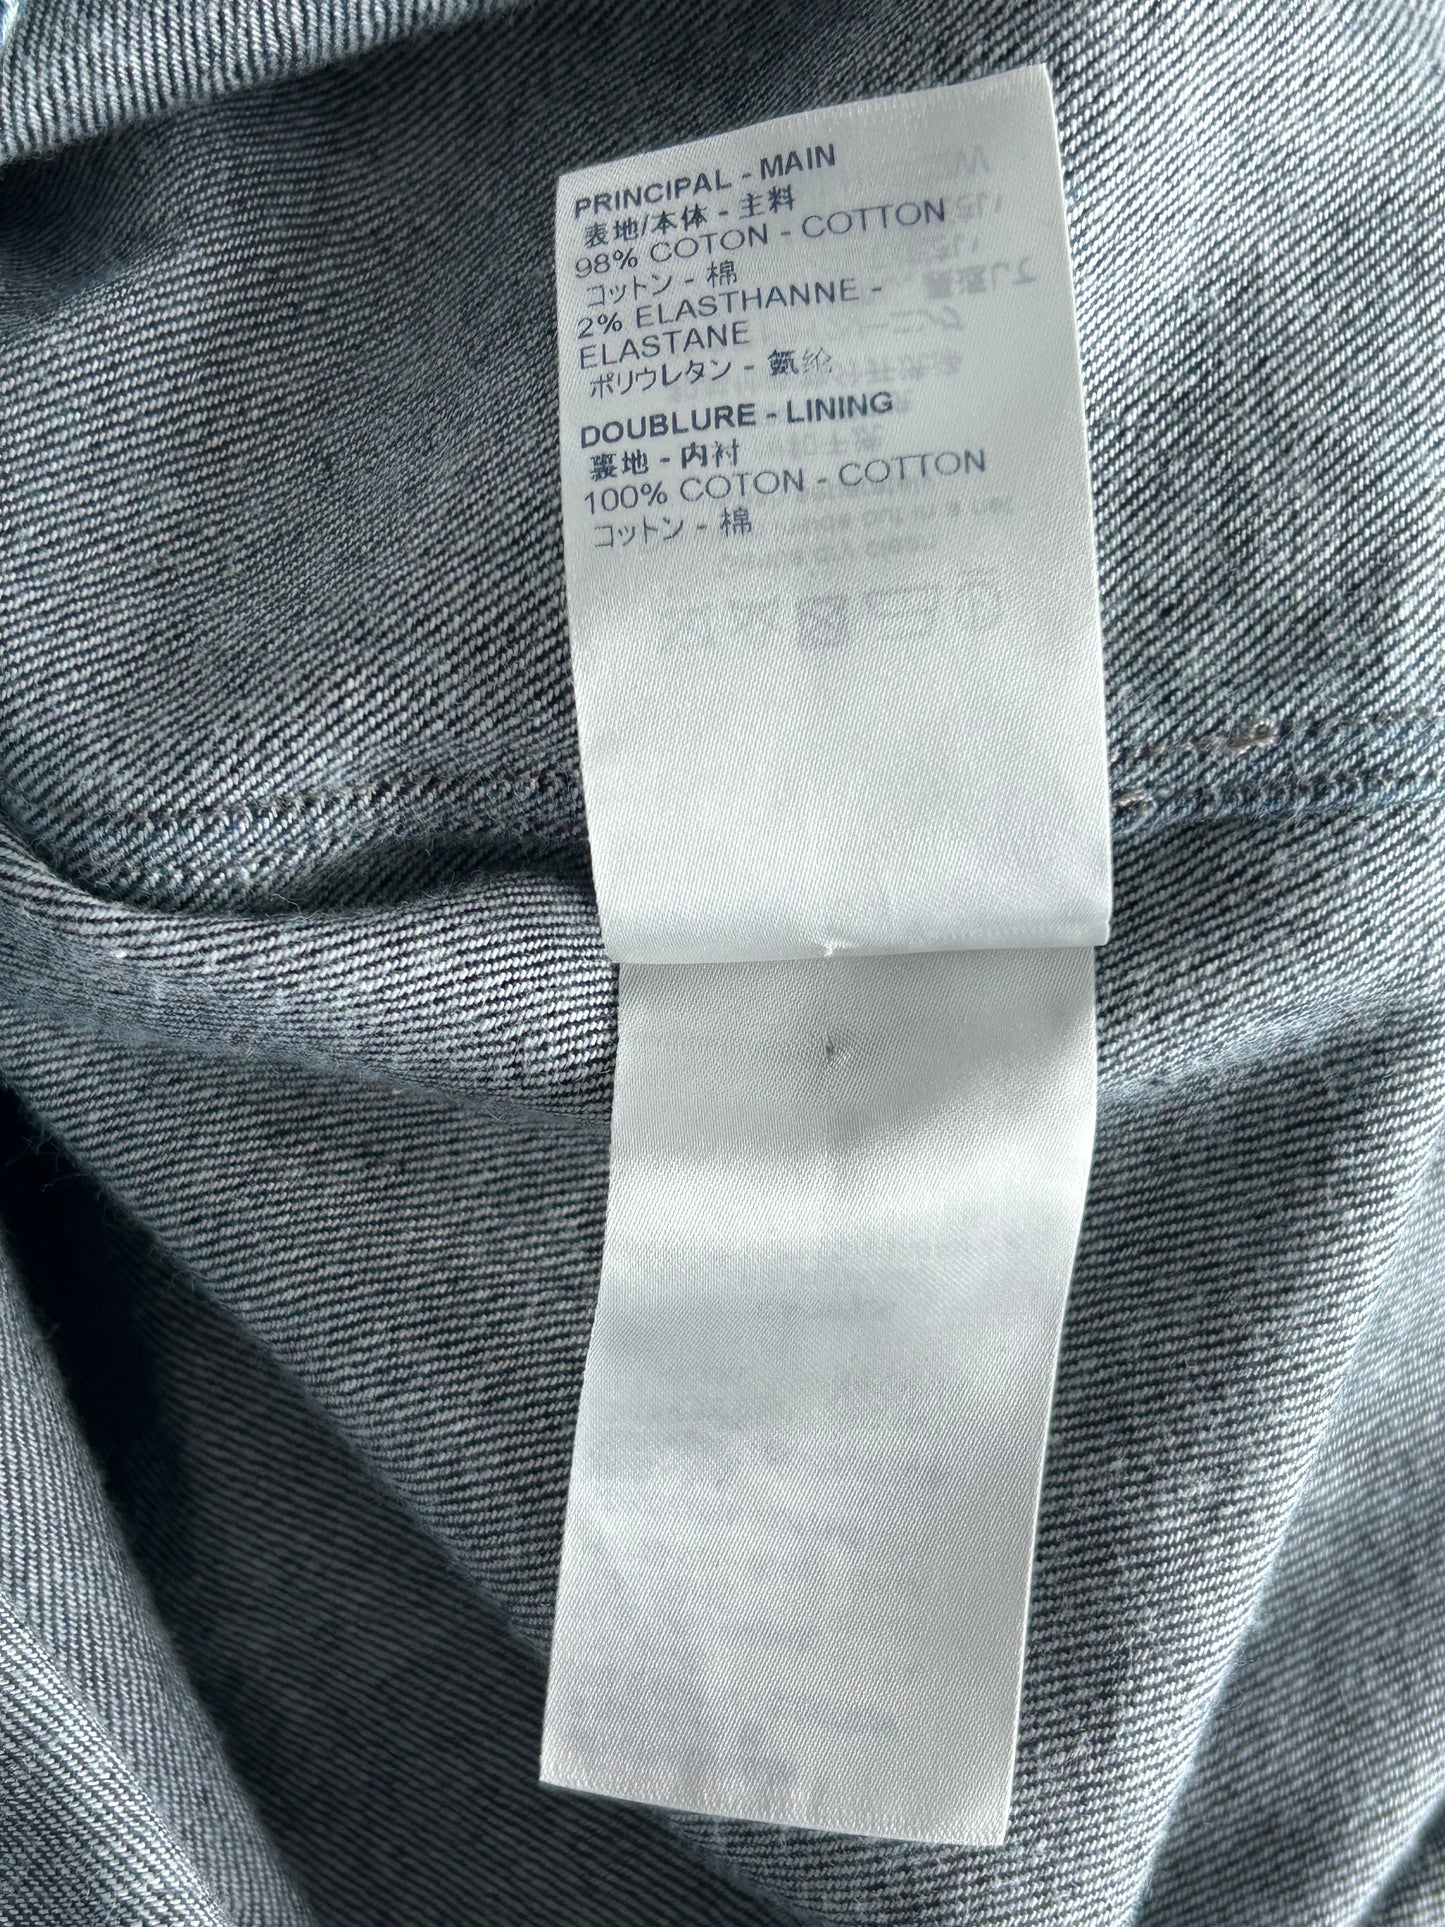 PRINCIPAL - MAIN
表地/本体 - 主料
98% COTON - COTTON
コットン - 棉
2% ELASTHANNE -
ELASTANE
ポリウレタン - 氨纶
DOUBLURE - LINING
裏地 - 内衬
100% COTON - COTTON
コットン - 棉